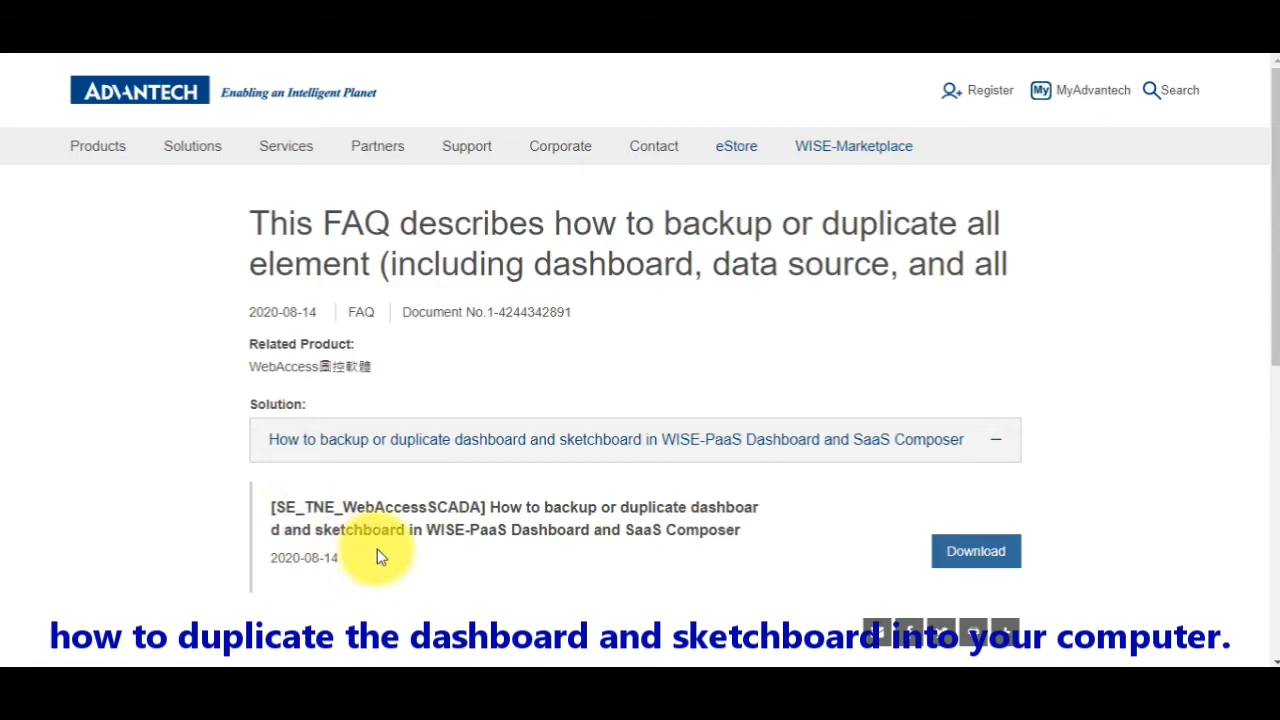 ADVANTECH Enabling an Intelligent Planet
Register MyAdvantech Search
Products Solutions Services Partners Support Corporate Contact eStore WISE-Marketplace
This FAQ describes how to backup or duplicate all
element (including dashboard, data source, and all
2020-08-14 FAQ Document No.1-4244342891
Related Product:
WebAccess圖控軟體
Solution:
How to backup or duplicate dashboard and sketchboard in WISE-PaaS Dashboard and SaaS Composer
[SE_TNE_WebAccessSCADA] How to backup or duplicate dashboar
d and sketchboard in WISE-PaaS Dashboard and SaaS Composer
2020-08-14
Download
how to duplicate the dashboard and sketchboard into your computer.